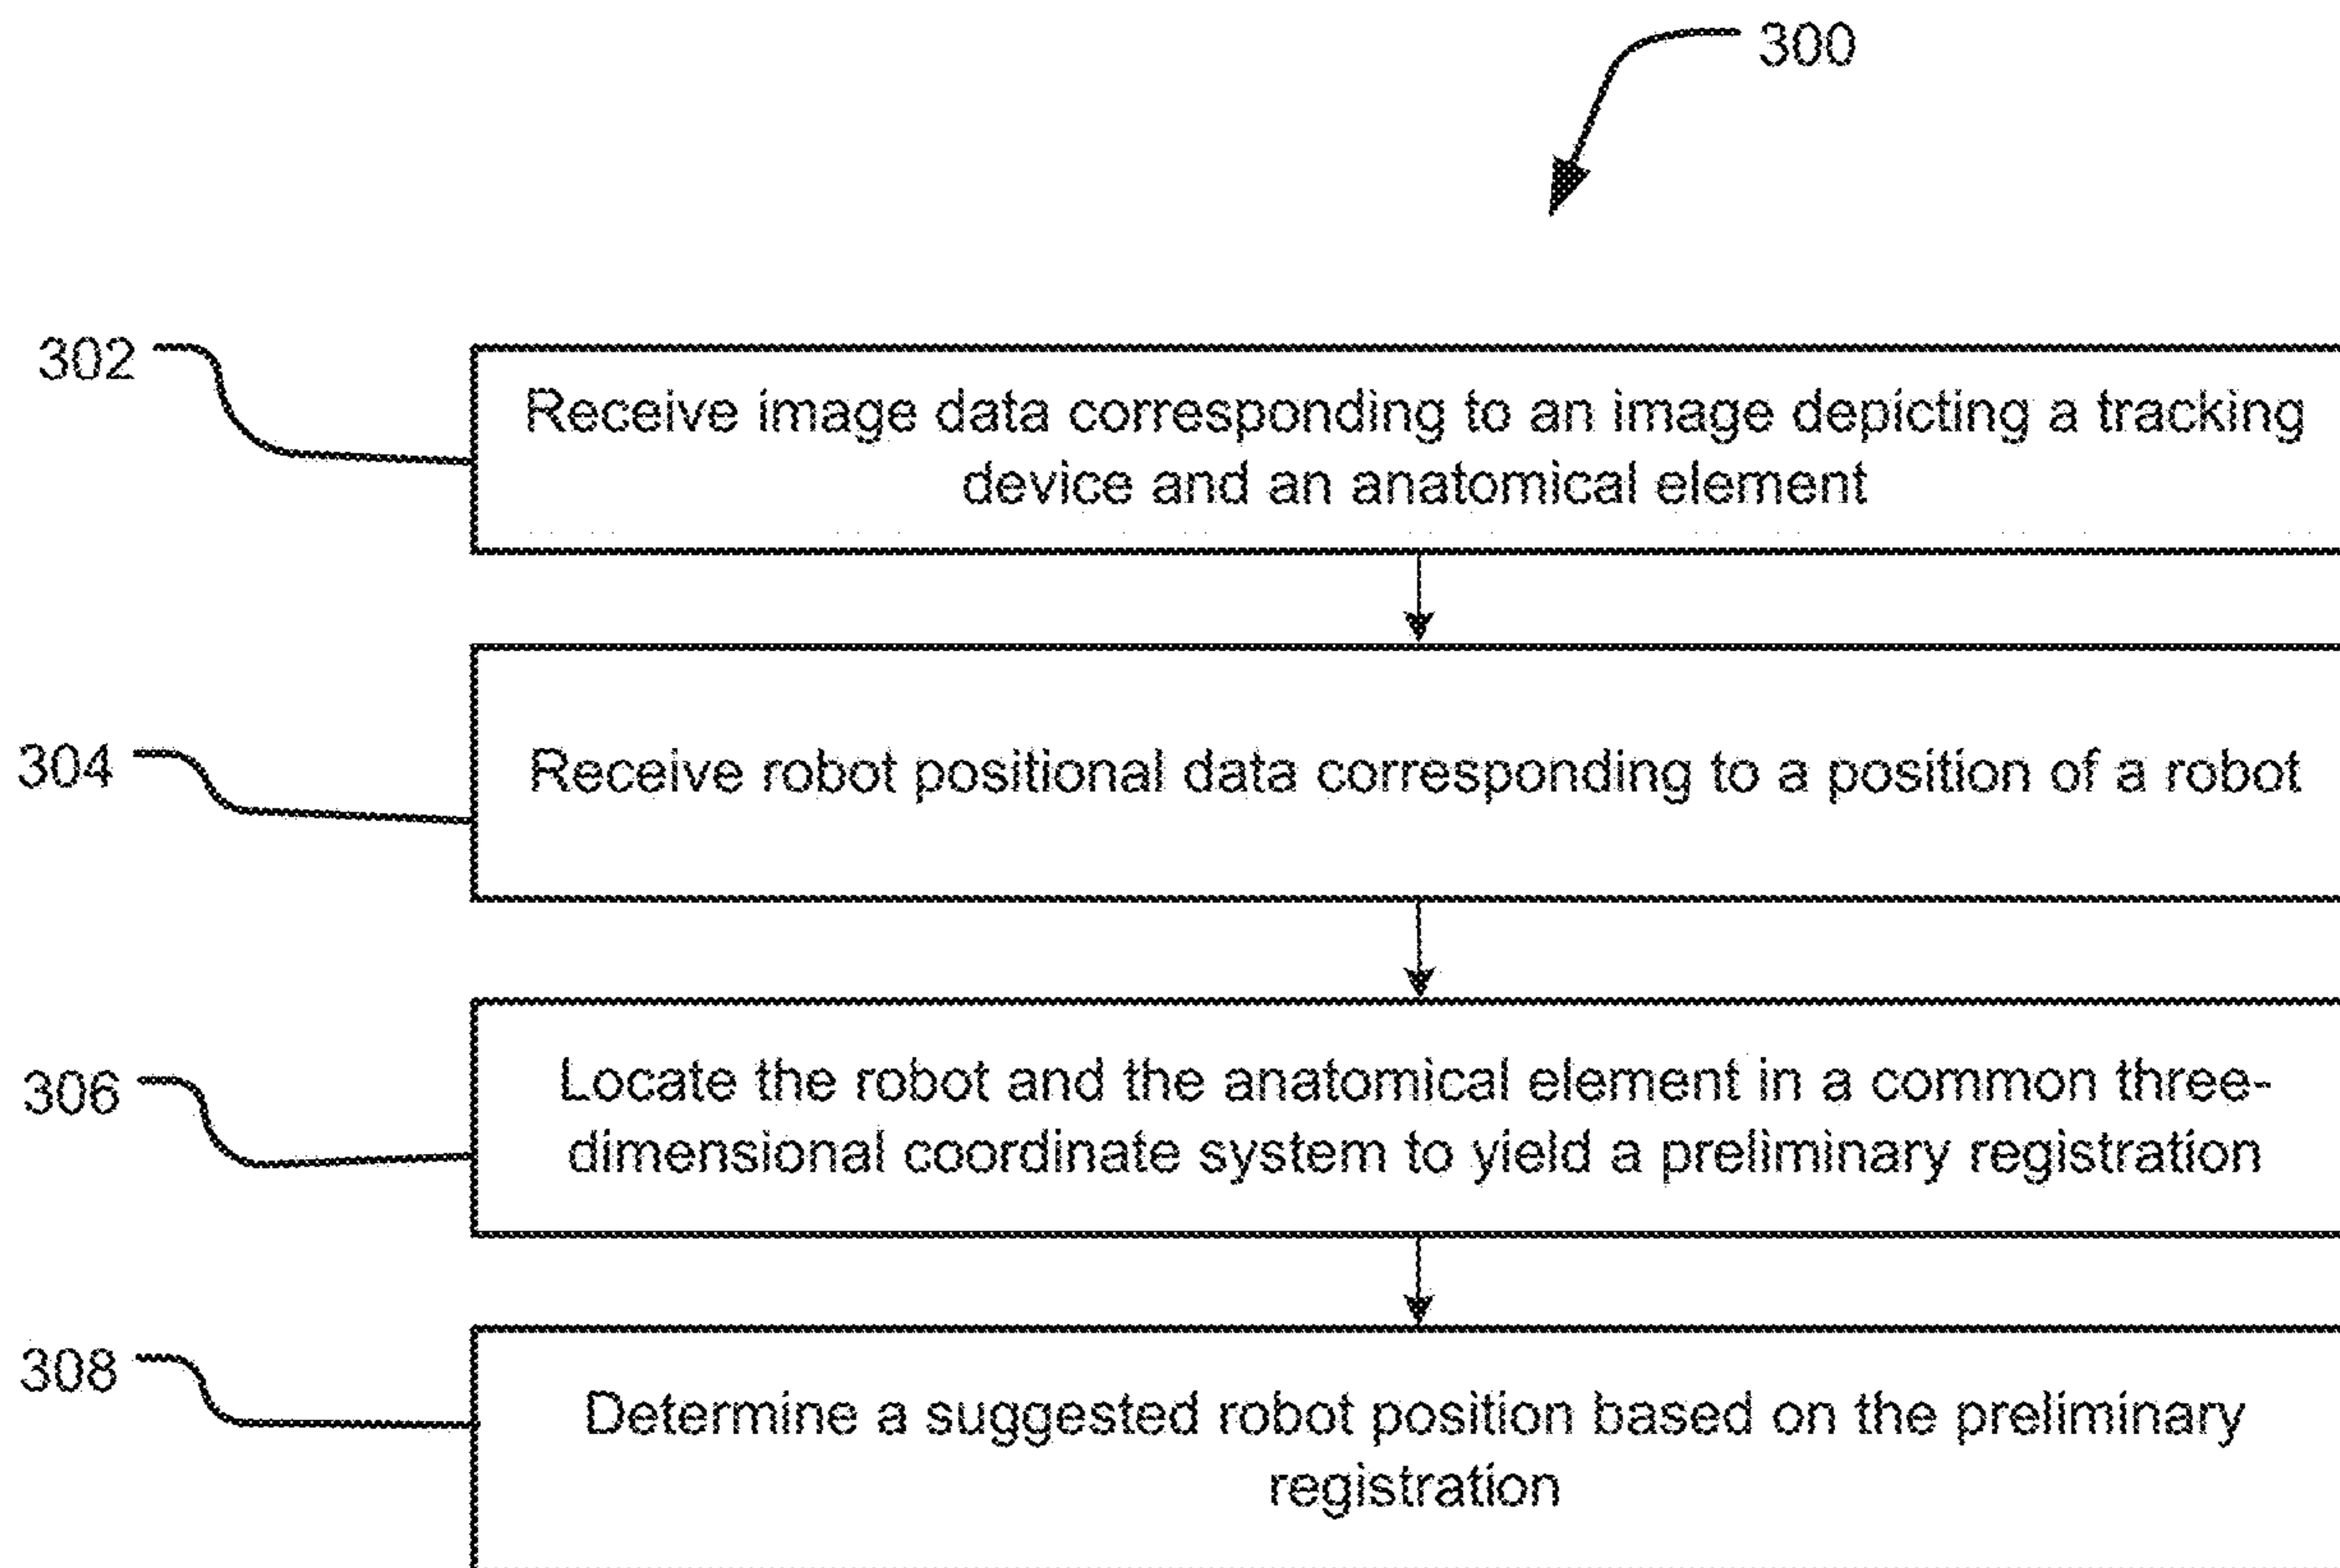 300
302
Receive image data corresponding to an image depicting a tracking
device and an anatomical element
304
Receive robot positional data corresponding to a position of a robot
306
Locate the robot and the anatomical element in a common three-
dimensional coordinate system to yield a preliminary registration
308
Determine a suggested robot position based on the preliminary
registration